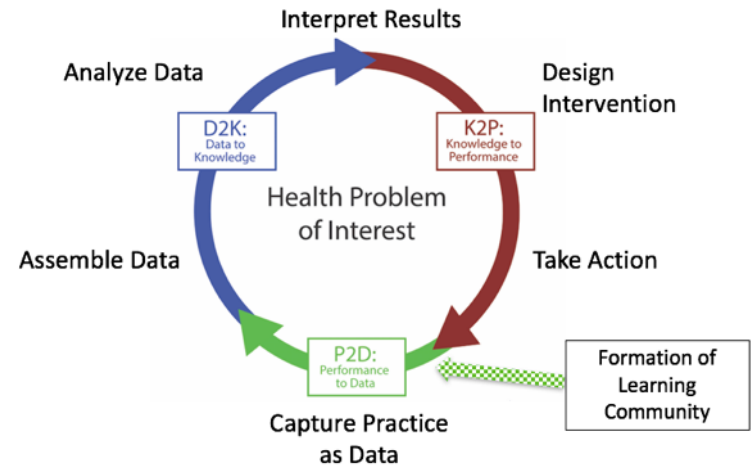 Interpret Results
Analyze Data
Design
Intervention
D2K:
Data to
Knowledge
K2P:
Knowledge to
Performance
Health Problem
of Interest
Assemble Data
Take Action
P2D:
Performance
to Data
Formation of
Learning
Community
Capture Practice
as Data